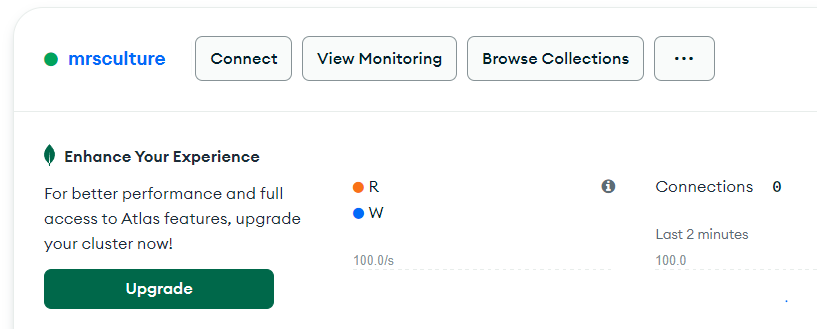 mrsculture
Connect
View Monitoring
Browse Collections
...
Enhance Your Experience
For better performance and full
access to Atlas features, upgrade
your cluster now!
Upgrade
R
W
100.0/s
Connections 0
Last 2 minutes
100.0